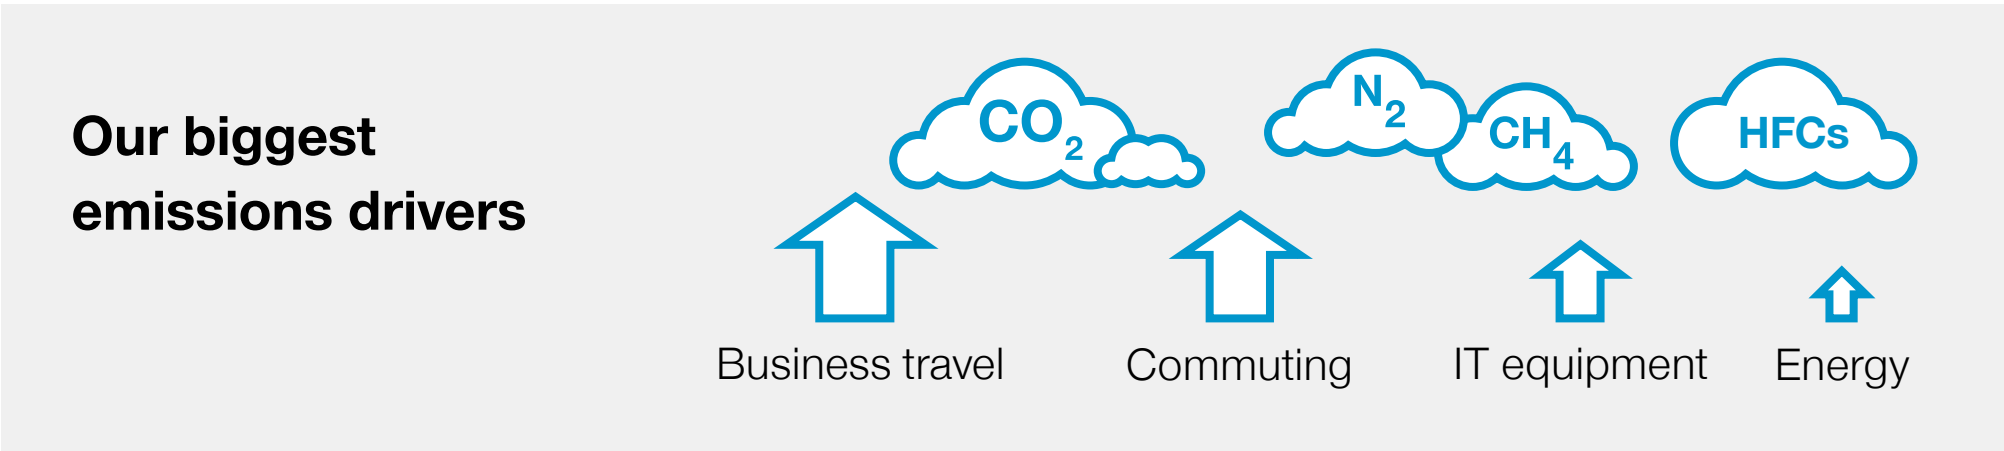 Our biggest
emissions drivers
CO₂
N₂
CH₄
HFCs
Business travel
Commuting
IT equipment
Energy